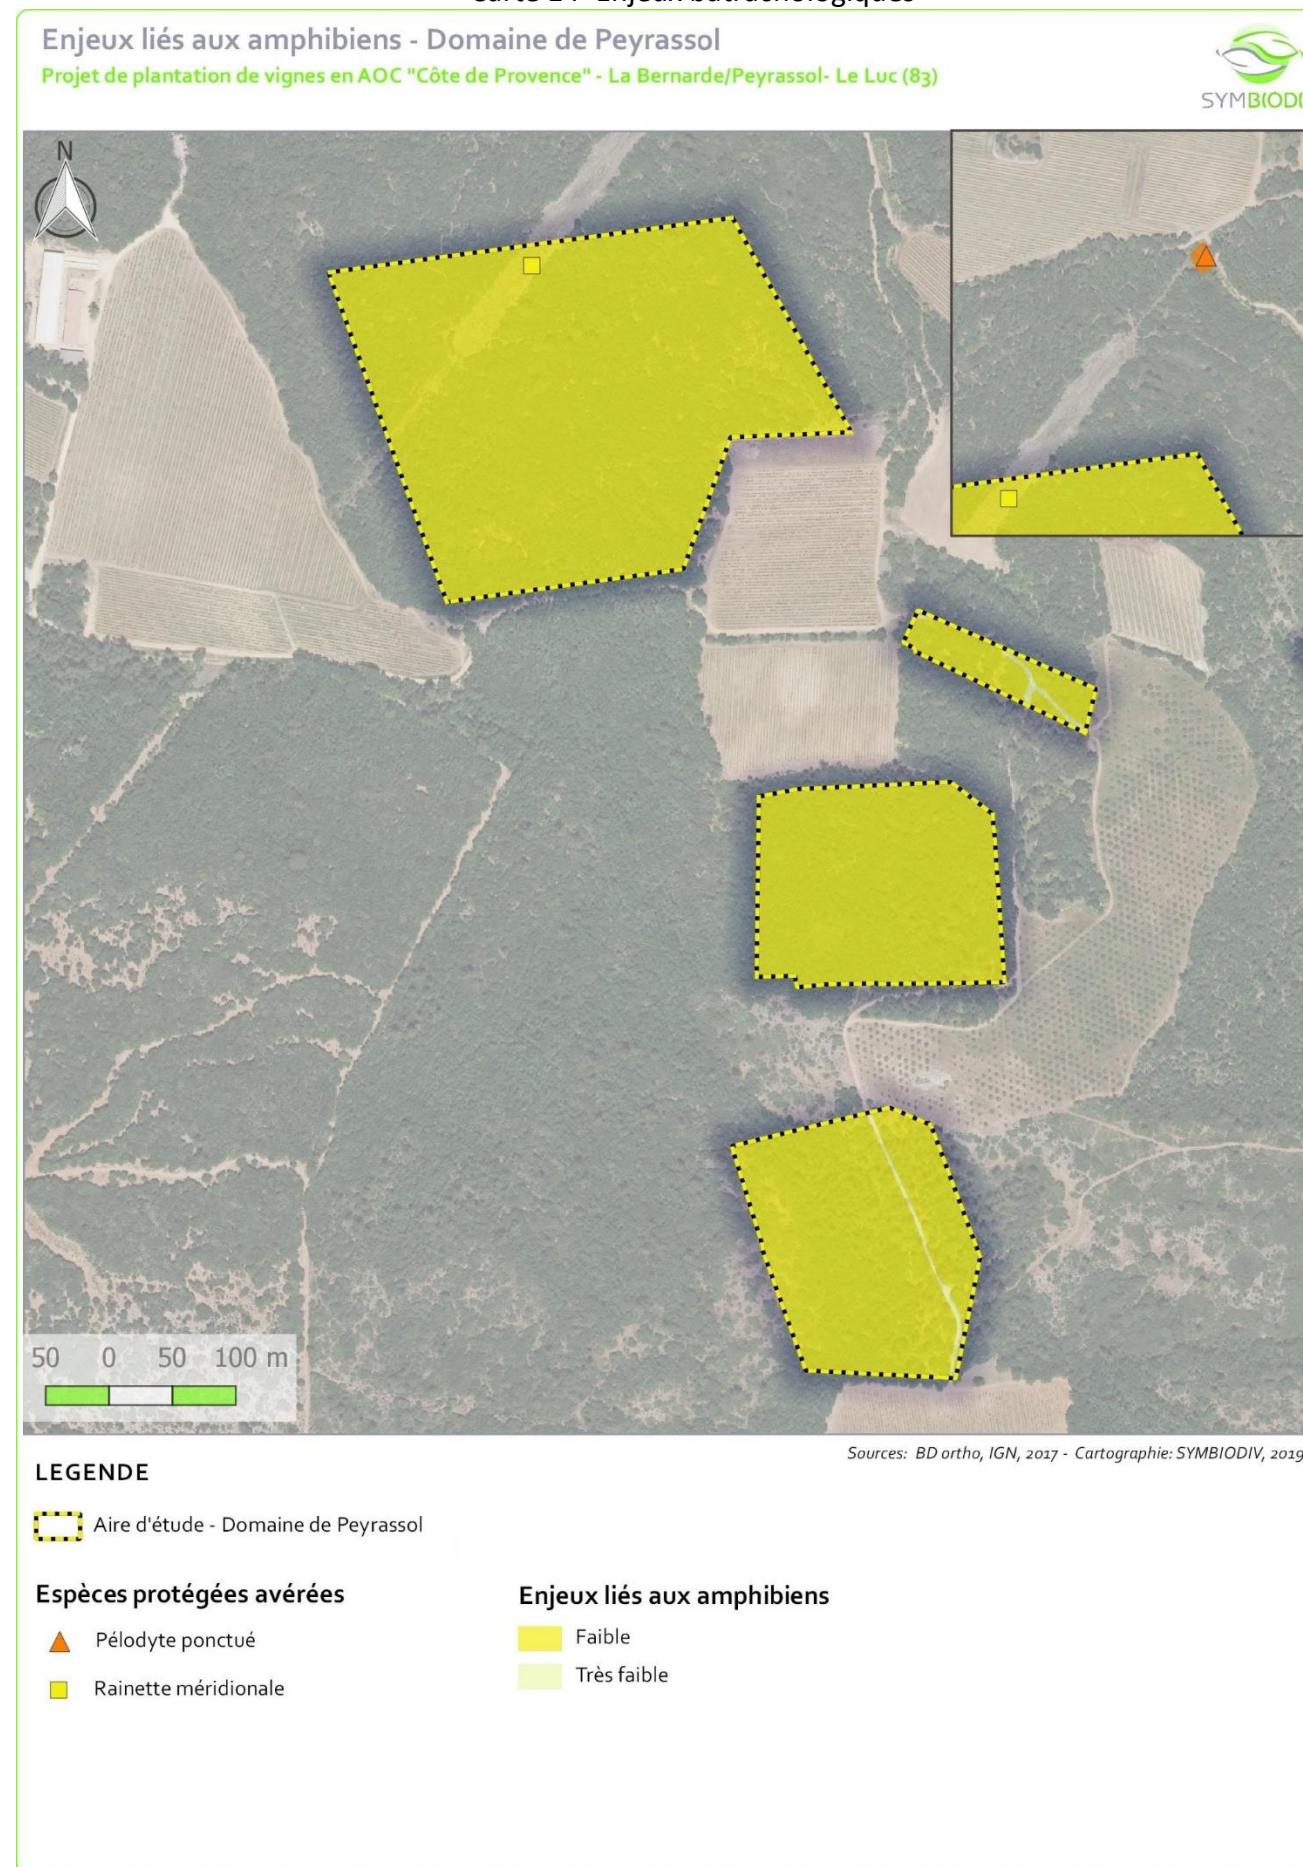 Enjeux liés aux amphibiens - Domaine de Peyrassol
Projet de plantation de vignes en AOC "Côte de Provence" - La Bernarde/Peyrassol- Le Luc (83)
N
50 0 50 100 m
Sources: BD ortho, IGN, 2017 - Cartographie: SYMBIODIV, 2019
LEGENDE
Aire d'étude - Domaine de Peyrassol
Espèces protégées avérées
Pélodyte ponctué
Rainette méridionale
Enjeux liés aux amphibiens
Faible
Très faible